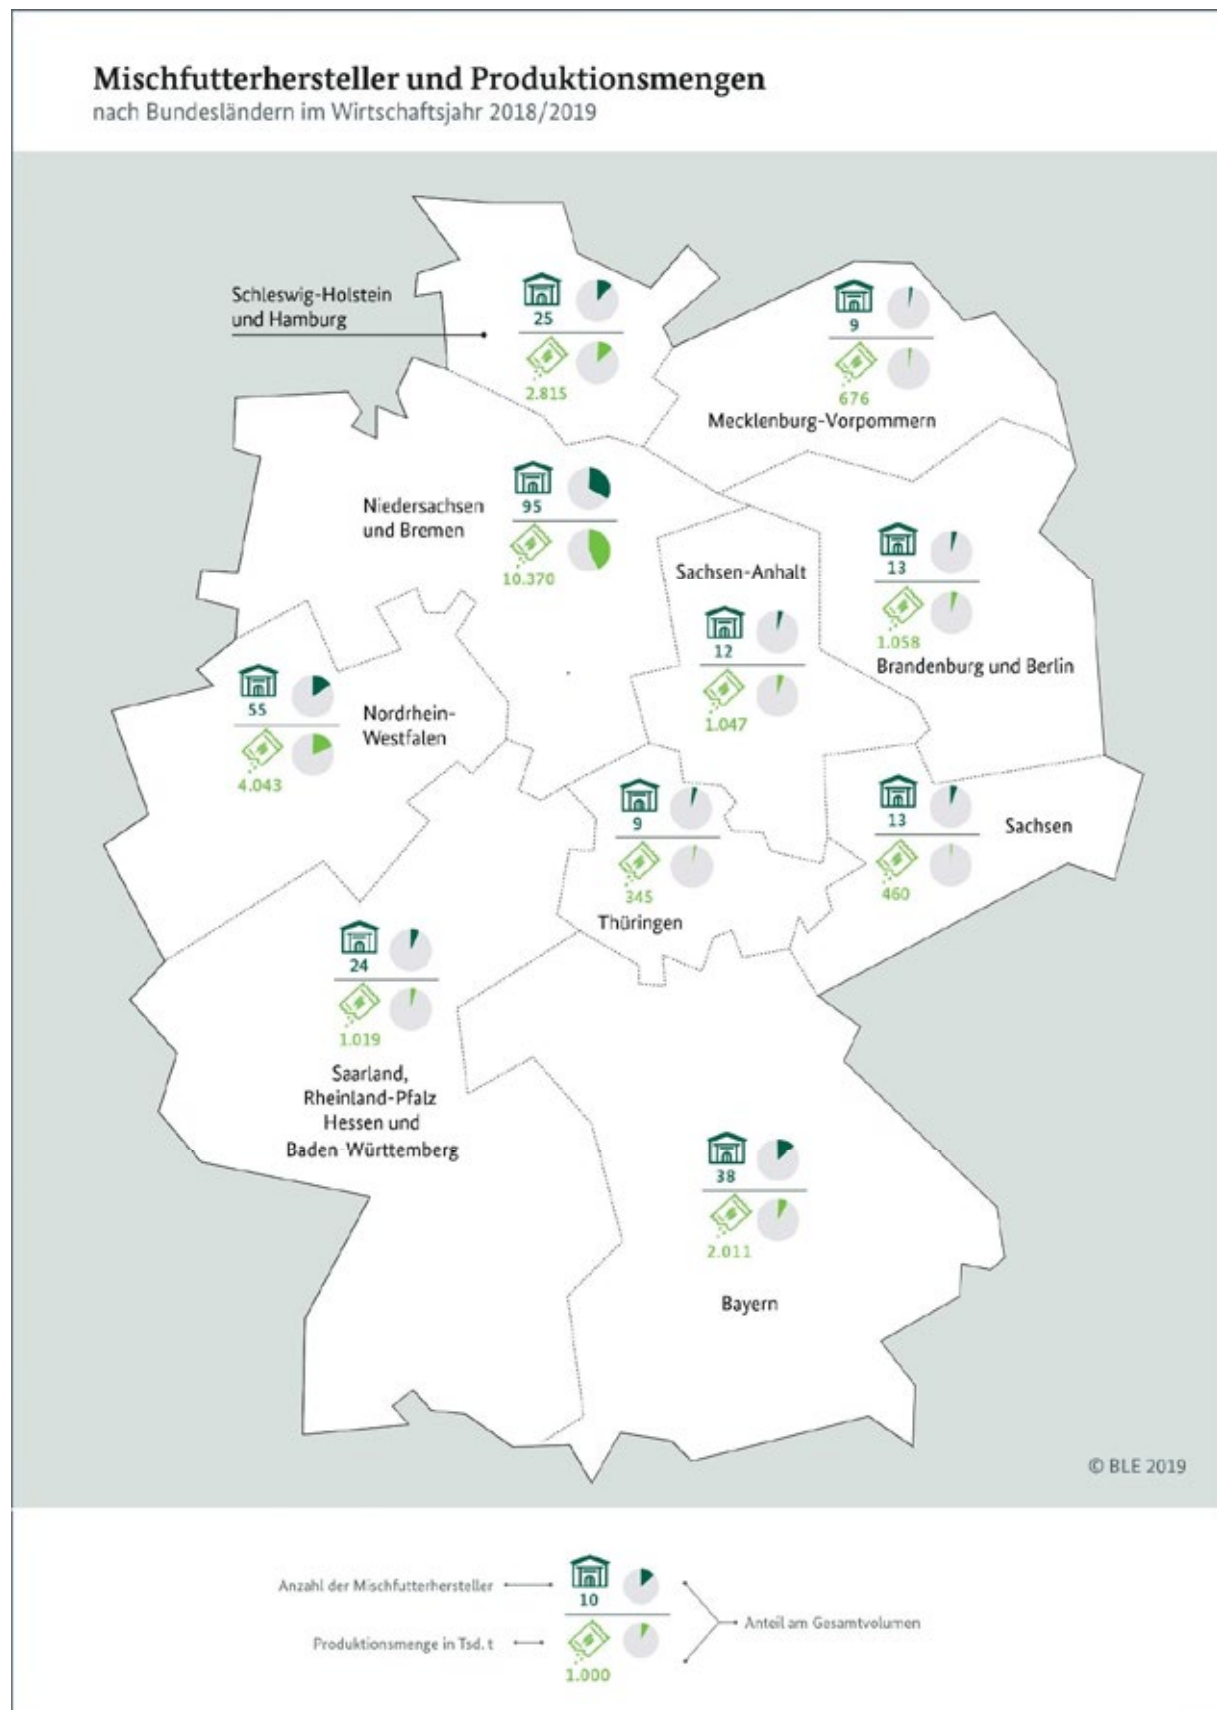 Mischfutterhersteller und Produktionsmengen
nach Bundesländern im Wirtschaftsjahr 2018/2019
Schleswig-Holstein
und Hamburg
25
2.815
9
676
Mecklenburg-Vorpommern
Niedersachsen
und Bremen
95
10.370
Sachsen-Anhalt
12
1.047
13
1.058
Brandenburg und Berlin
55
4.043
Nordrhein-
Westfalen
9
345
Thüringen
13
460
Sachsen
24
1.019
Saarland,
Rheinland-Pfalz
Hessen und
Baden-Württemberg
38
2.011
Bayern
© BLE 2019
Anzahl der Mischfutterhersteller
10
Produktionsmenge in Tsd. t
1.000
Anteil am Gesamtvolumen